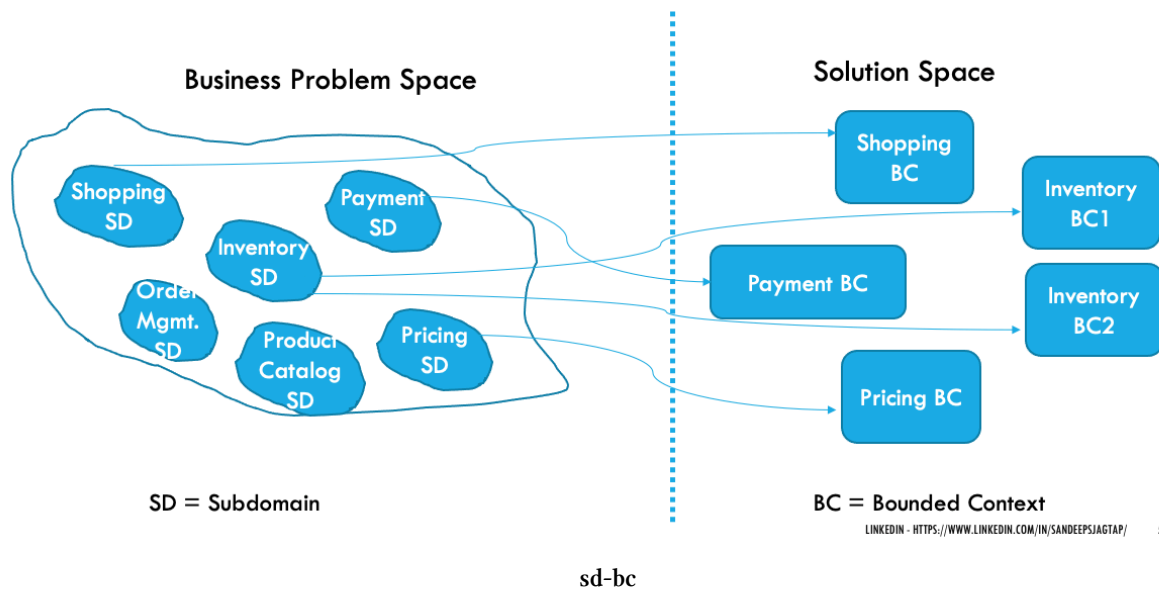 Business Problem Space
Shopping
SD
Payment
SD
Inventory
SD
Order
Mgmt.
SD
Product
Catalog
SD
Pricing
SD
SD = Subdomain
Solution Space
Shopping
BC
Inventory
BC1
Payment BC
Inventory
BC2
Pricing BC
BC = Bounded Context
LINKEDIN - HTTPS://WWW.LINKEDIN.COM/IN/SANDEEPSJAGTAP/
sd-bc